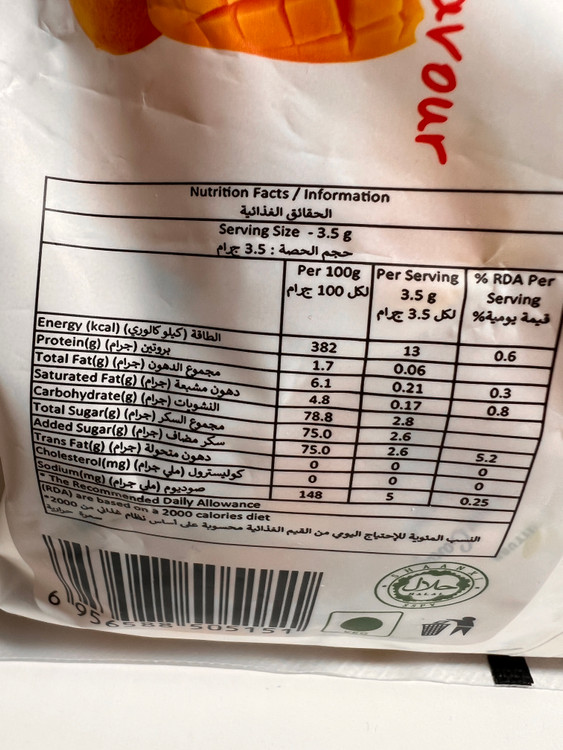 avour
Nutrition Facts / Information
الحقائق الغذائية
Serving Size - 3.5 g
حجم الحصة : 3.5 جرام
Per 100g Per Serving % RDA Per
لكل 100 جرام 3.5 g Serving
لكل 3.5 جرام قيمة يومية%
Energy (kcal) الطاقة (كيلو كالوري) 382 13 0.6
Protein(g) بروتين (جرام) 1.7 0.06
Total Fat(g) مجموع الدهون (جرام) 6.1 0.21 0.3
Saturated Fat(g) دهون مشبعة (جرام) 4.8 0.17 0.8
Carbohydrate(g) النشويات (جرام) 78.8 2.8
Total Sugar(g) مجموع السكر (جرام) 75.0 2.6
Added Sugar(g) سكر مضاف (جرام) 75.0 2.6 5.2
Trans Fat(g) دهون متحولة (جرام) 0 0 0
Cholesterol(mg) كوليسترول (ملي جرام) 0 0 0
Sodium(mg) صوديوم (ملي جرام) 148 5 0.25
* The Recommended Daily Allowance
(RDA) are based on a 2000 calories diet
النسب المئوية للإحتياج اليومي من القيم الغذائية محسوبة على أساس نظام غذائي من 2000*
سعرة حرارية
6 956588 505151
حلال
HALAL